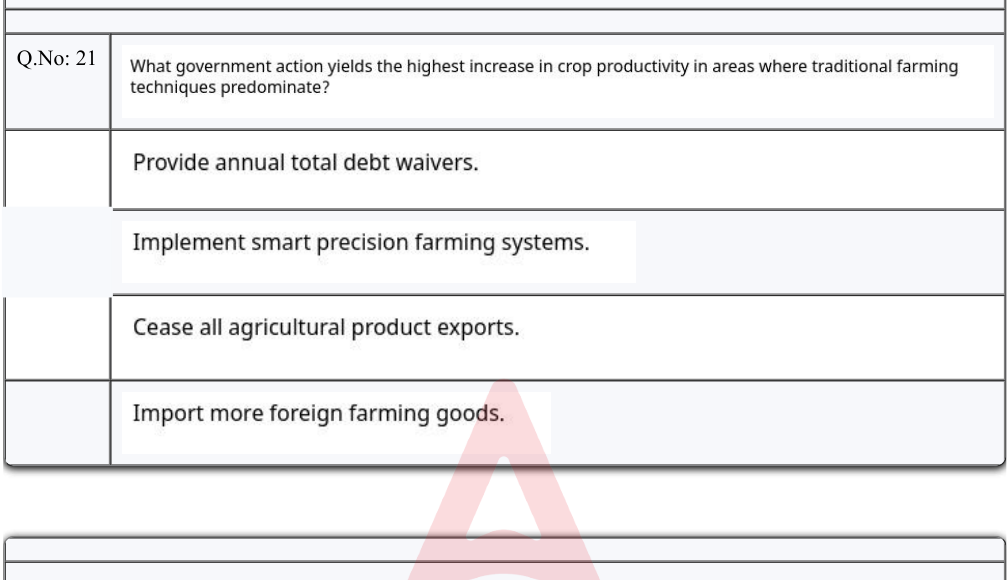 Q.No: 21
What government action yields the highest increase in crop productivity in areas where traditional farming
techniques predominate?
Provide annual total debt waivers.
Implement smart precision farming systems.
Cease all agricultural product exports.
Import more foreign farming goods.